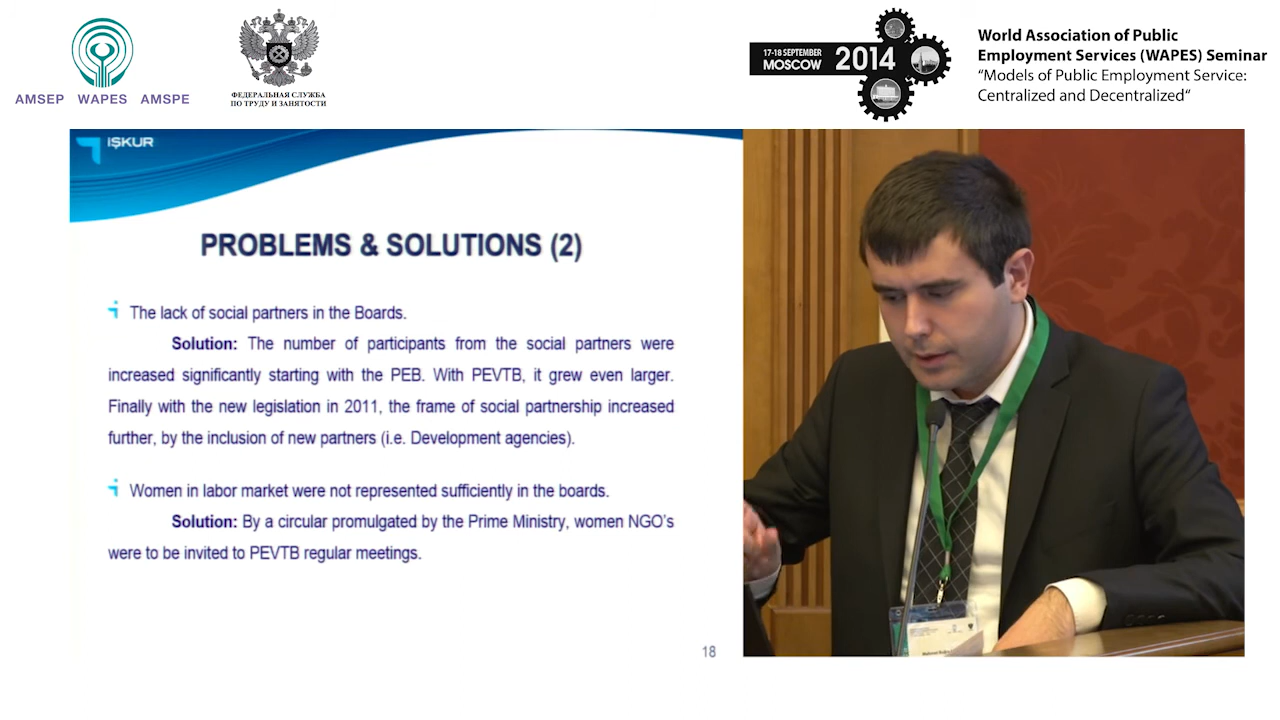 AMSEP WAPES AMSPE
ФЕДЕРАЛЬНАЯ СЛУЖБА
ПО ТРУДУ И ЗАНЯТОСТИ
17-18 SEPTEMBER
MOSCOW
2014
World Association of Public
Employment Services (WAPES) Seminar
“Models of Public Employment Service:
Centralized and Decentralized“
IŞKUR
PROBLEMS & SOLUTIONS (2)
The lack of social partners in the Boards.
Solution: The number of participants from the social partners were
increased significantly starting with the PEB. With PEVTB, it grew even larger.
Finally with the new legislation in 2011, the frame of social partnership increased
further, by the inclusion of new partners (i.e. Development agencies).
Women in labor market were not represented sufficiently in the boards.
Solution: By a circular promulgated by the Prime Ministry, women NGO’s
were to be invited to PEVTB regular meetings.
18